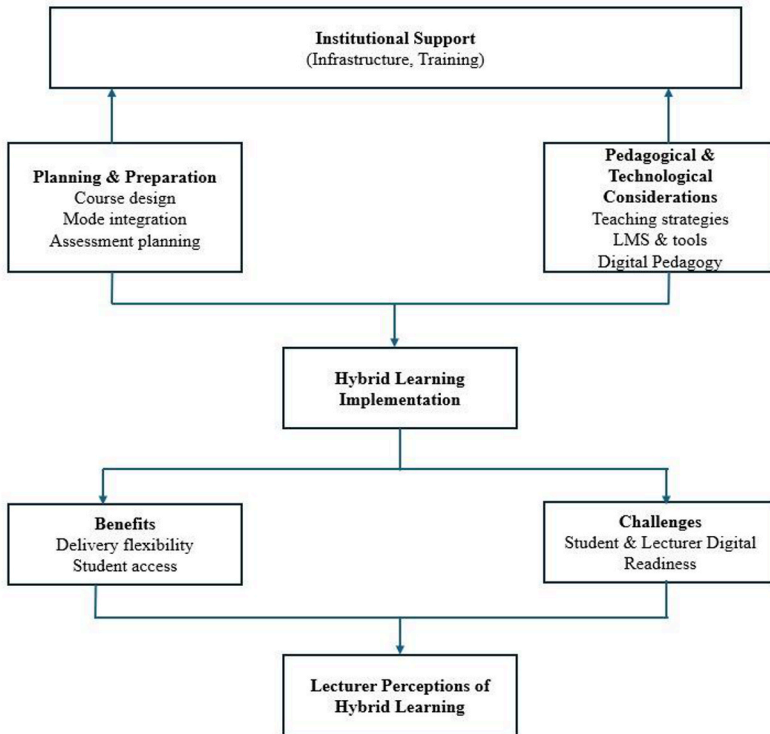 Institutional Support
(Infrastructure, Training)
Planning & Preparation
Course design
Mode integration
Assessment planning
Pedagogical &
Technological
Considerations
Teaching strategies
LMS & tools
Digital Pedagogy
Hybrid Learning
Implementation
Benefits
Delivery flexibility
Student access
Challenges
Student & Lecturer Digital
Readiness
Lecturer Perceptions of
Hybrid Learning